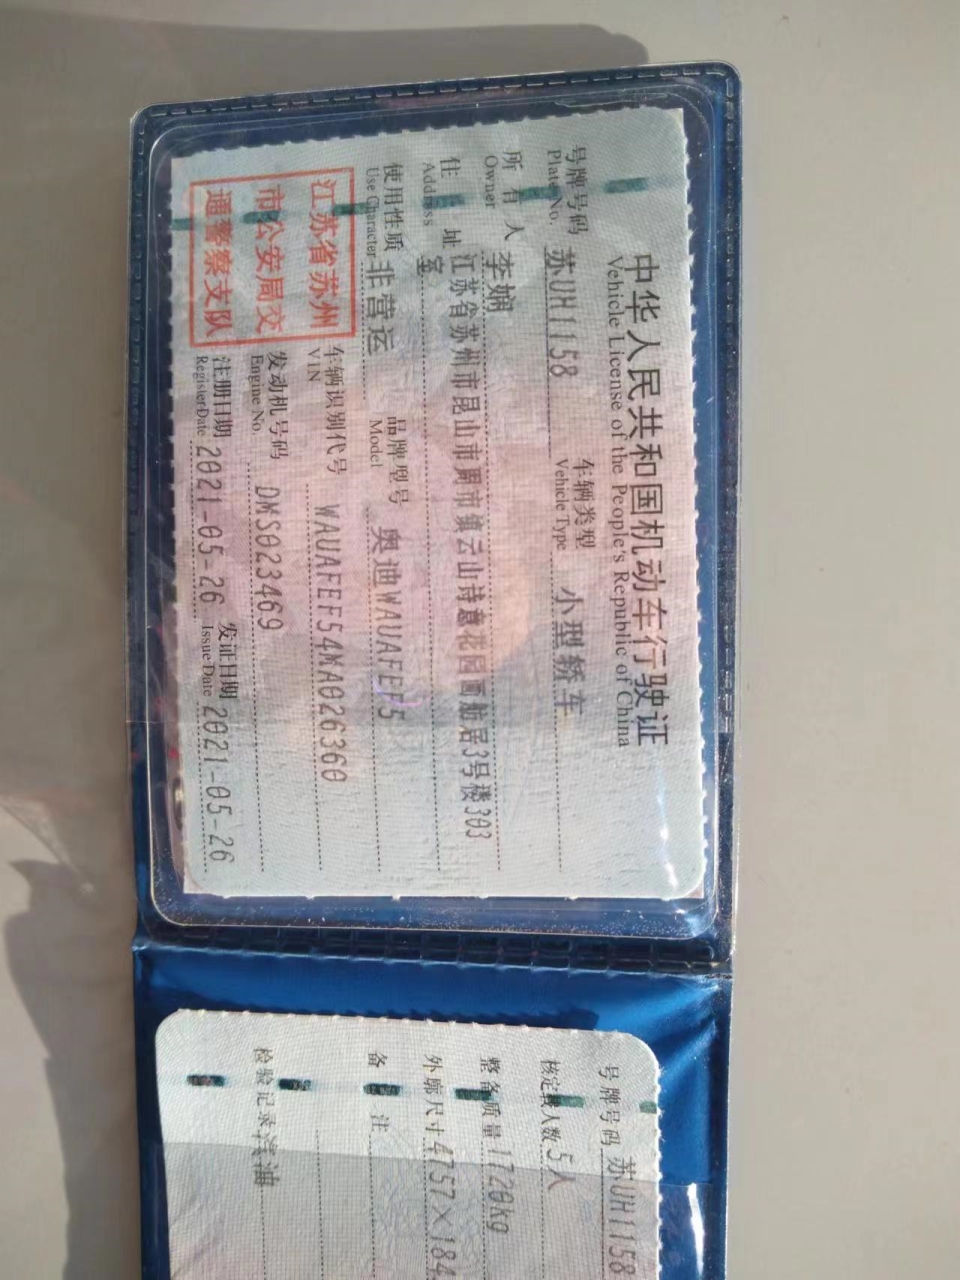 中华人民共和国机动车行驶证
Vehicle License of the People's Republic of China
号牌号码 苏UH1158 车辆类型 小型轿车
Plate No. Vehicle Type
所有人 李娴
Owner
住址 江苏省苏州市昆山市周市镇云山诗意花园画舫居3号楼303
Address 室
使用性质 非营运 品牌型号 奥迪WAUAFEF5
Use Character Model
江苏省苏州
市公安局交
通警察支队
车辆识别代号 WAUAFEF54MA026360
VIN
发动机号码 DMS023469
Engine No.
注册日期 2021-05-26 发证日期 2021-05-26
Register Date Issue Date
号牌号码 苏UH1158
核定载人数 5人
整备质量 1720kg
外廓尺寸 4757×184
备注
检验记录 汽油